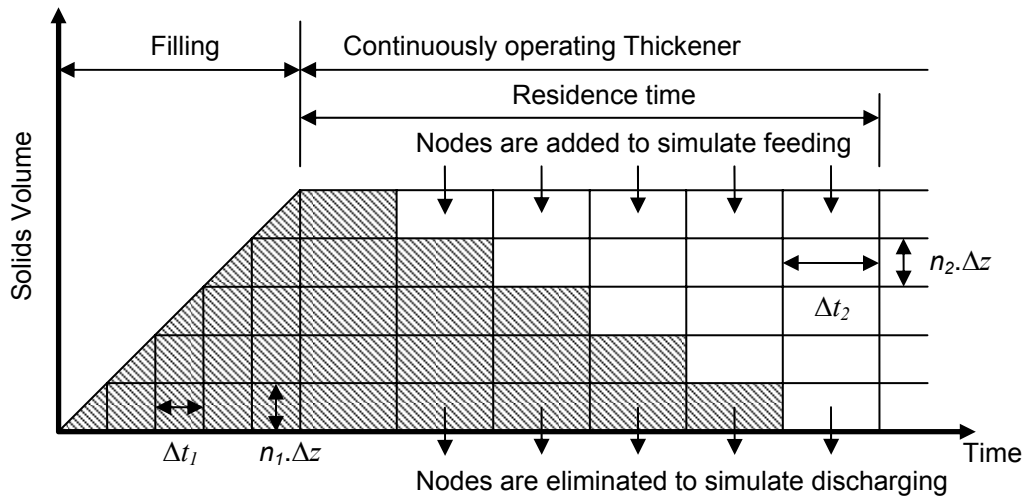 Filling
Continuously operating Thickener
Residence time
Nodes are added to simulate feeding
Solids Volume
n₂.Δz
Δt₂
Δt₁
n₁.Δz
Time
Nodes are eliminated to simulate discharging